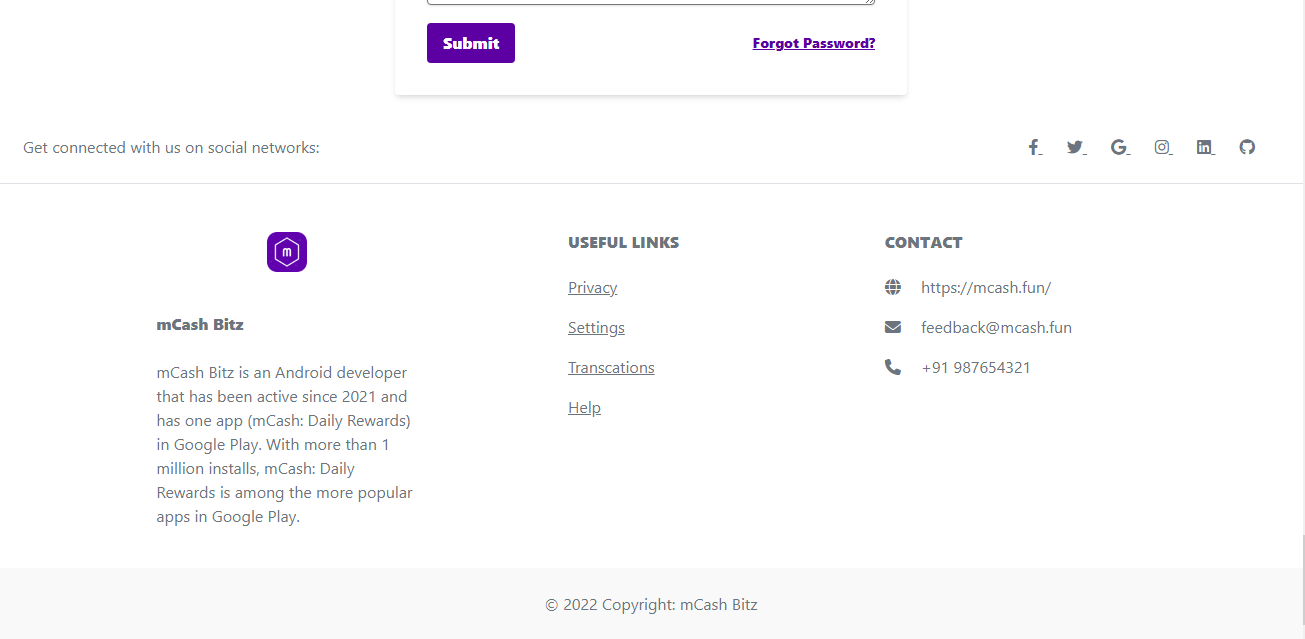 Submit
Forgot Password?
Get connected with us on social networks:
m
USEFUL LINKS
CONTACT
Privacy
https://mcash.fun/
mCash Bitz
Settings
feedback@mcash.fun
mCash Bitz is an Android developer
that has been active since 2021 and
has one app (mCash: Daily Rewards)
in Google Play. With more than 1
million installs, mCash: Daily
Rewards is among the more popular
apps in Google Play.
Transcations
+91 987654321
Help
© 2022 Copyright: mCash Bitz